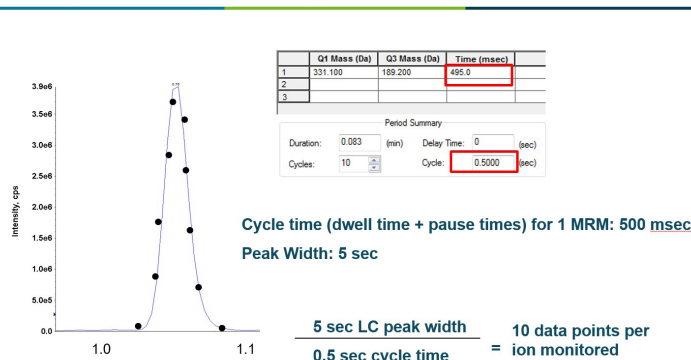 Q1 Mass (Da) Q3 Mass (Da) Time (msec)
1 331.100 189.200 495.0
2
3
Period Summary
Duration: 0.083 (min) Delay Time: 0 (sec)
Cycles: 10 Cycle: 0.5000 (sec)
3.9e6
3.5e6
3.0e6
2.5e6
2.0e6
1.5e6
1.0e6
5.0e5
0.0
Intensity, cps
1.0 1.1
Cycle time (dwell time + pause times) for 1 MRM: 500 msec
Peak Width: 5 sec
5 sec LC peak width
0.5 sec cycle time
= 10 data points per
ion monitored